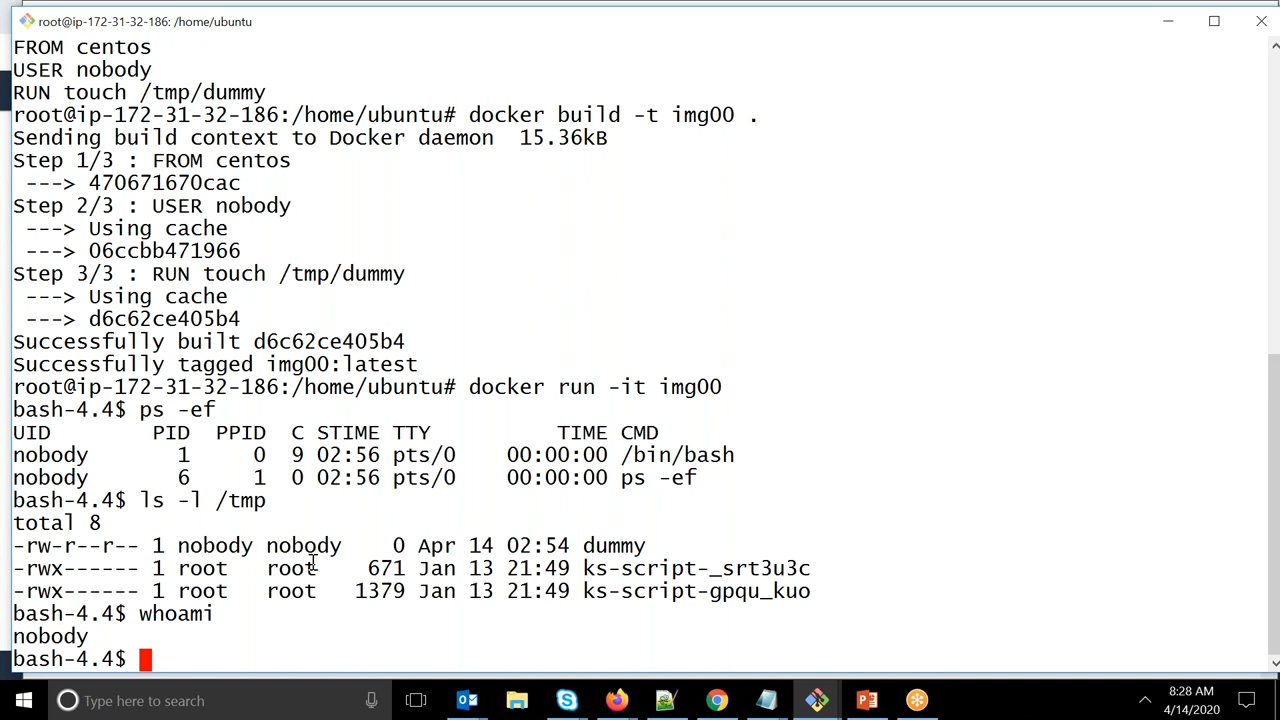 root@ip-172-31-32-186: /home/ubuntu
FROM centos
USER nobody
RUN touch /tmp/dummy
root@ip-172-31-32-186:/home/ubuntu# docker build -t img00 .
Sending build context to Docker daemon  15.36kB
Step 1/3 : FROM centos
 ---> 470671670cac
Step 2/3 : USER nobody
 ---> Using cache
 ---> 06ccbb471966
Step 3/3 : RUN touch /tmp/dummy
 ---> Using cache
 ---> d6c62ce405b4
Successfully built d6c62ce405b4
Successfully tagged img00:latest
root@ip-172-31-32-186:/home/ubuntu# docker run -it img00
bash-4.4$ ps -ef
UID        PID  PPID  C STIME TTY          TIME CMD
nobody       1     0  9 02:56 pts/0    00:00:00 /bin/bash
nobody       6     1  0 02:56 pts/0    00:00:00 ps -ef
bash-4.4$ ls -l /tmp
total 8
-rw-r--r-- 1 nobody nobody    0 Apr 14 02:54 dummy
-rwx------ 1 root   root    671 Jan 13 21:49 ks-script-_srt3u3c
-rwx------ 1 root   root   1379 Jan 13 21:49 ks-script-gpqu_kuo
bash-4.4$ whoami
nobody
bash-4.4$
Type here to search
8:28 AM
4/14/2020